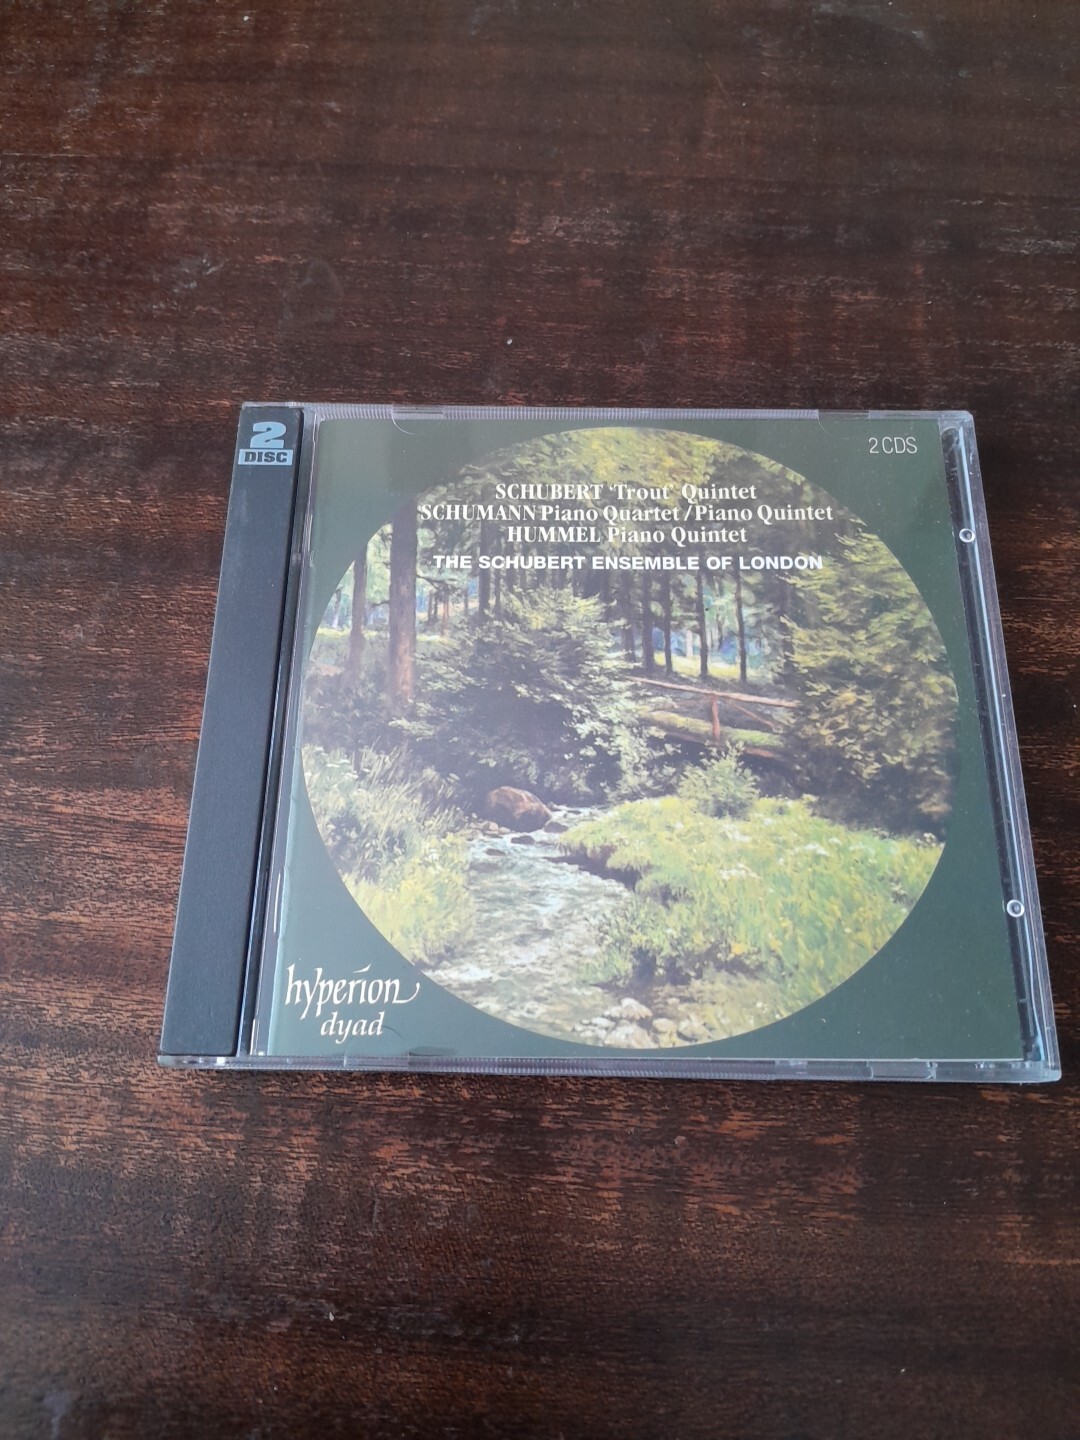 2
DISC
2 CDS
SCHUBERT ‘Trout’ Quintet
SCHUMANN Piano Quartet/Piano Quintet
HUMMEL Piano Quintet
THE SCHUBERT ENSEMBLE OF LONDON
hyperion
dyad